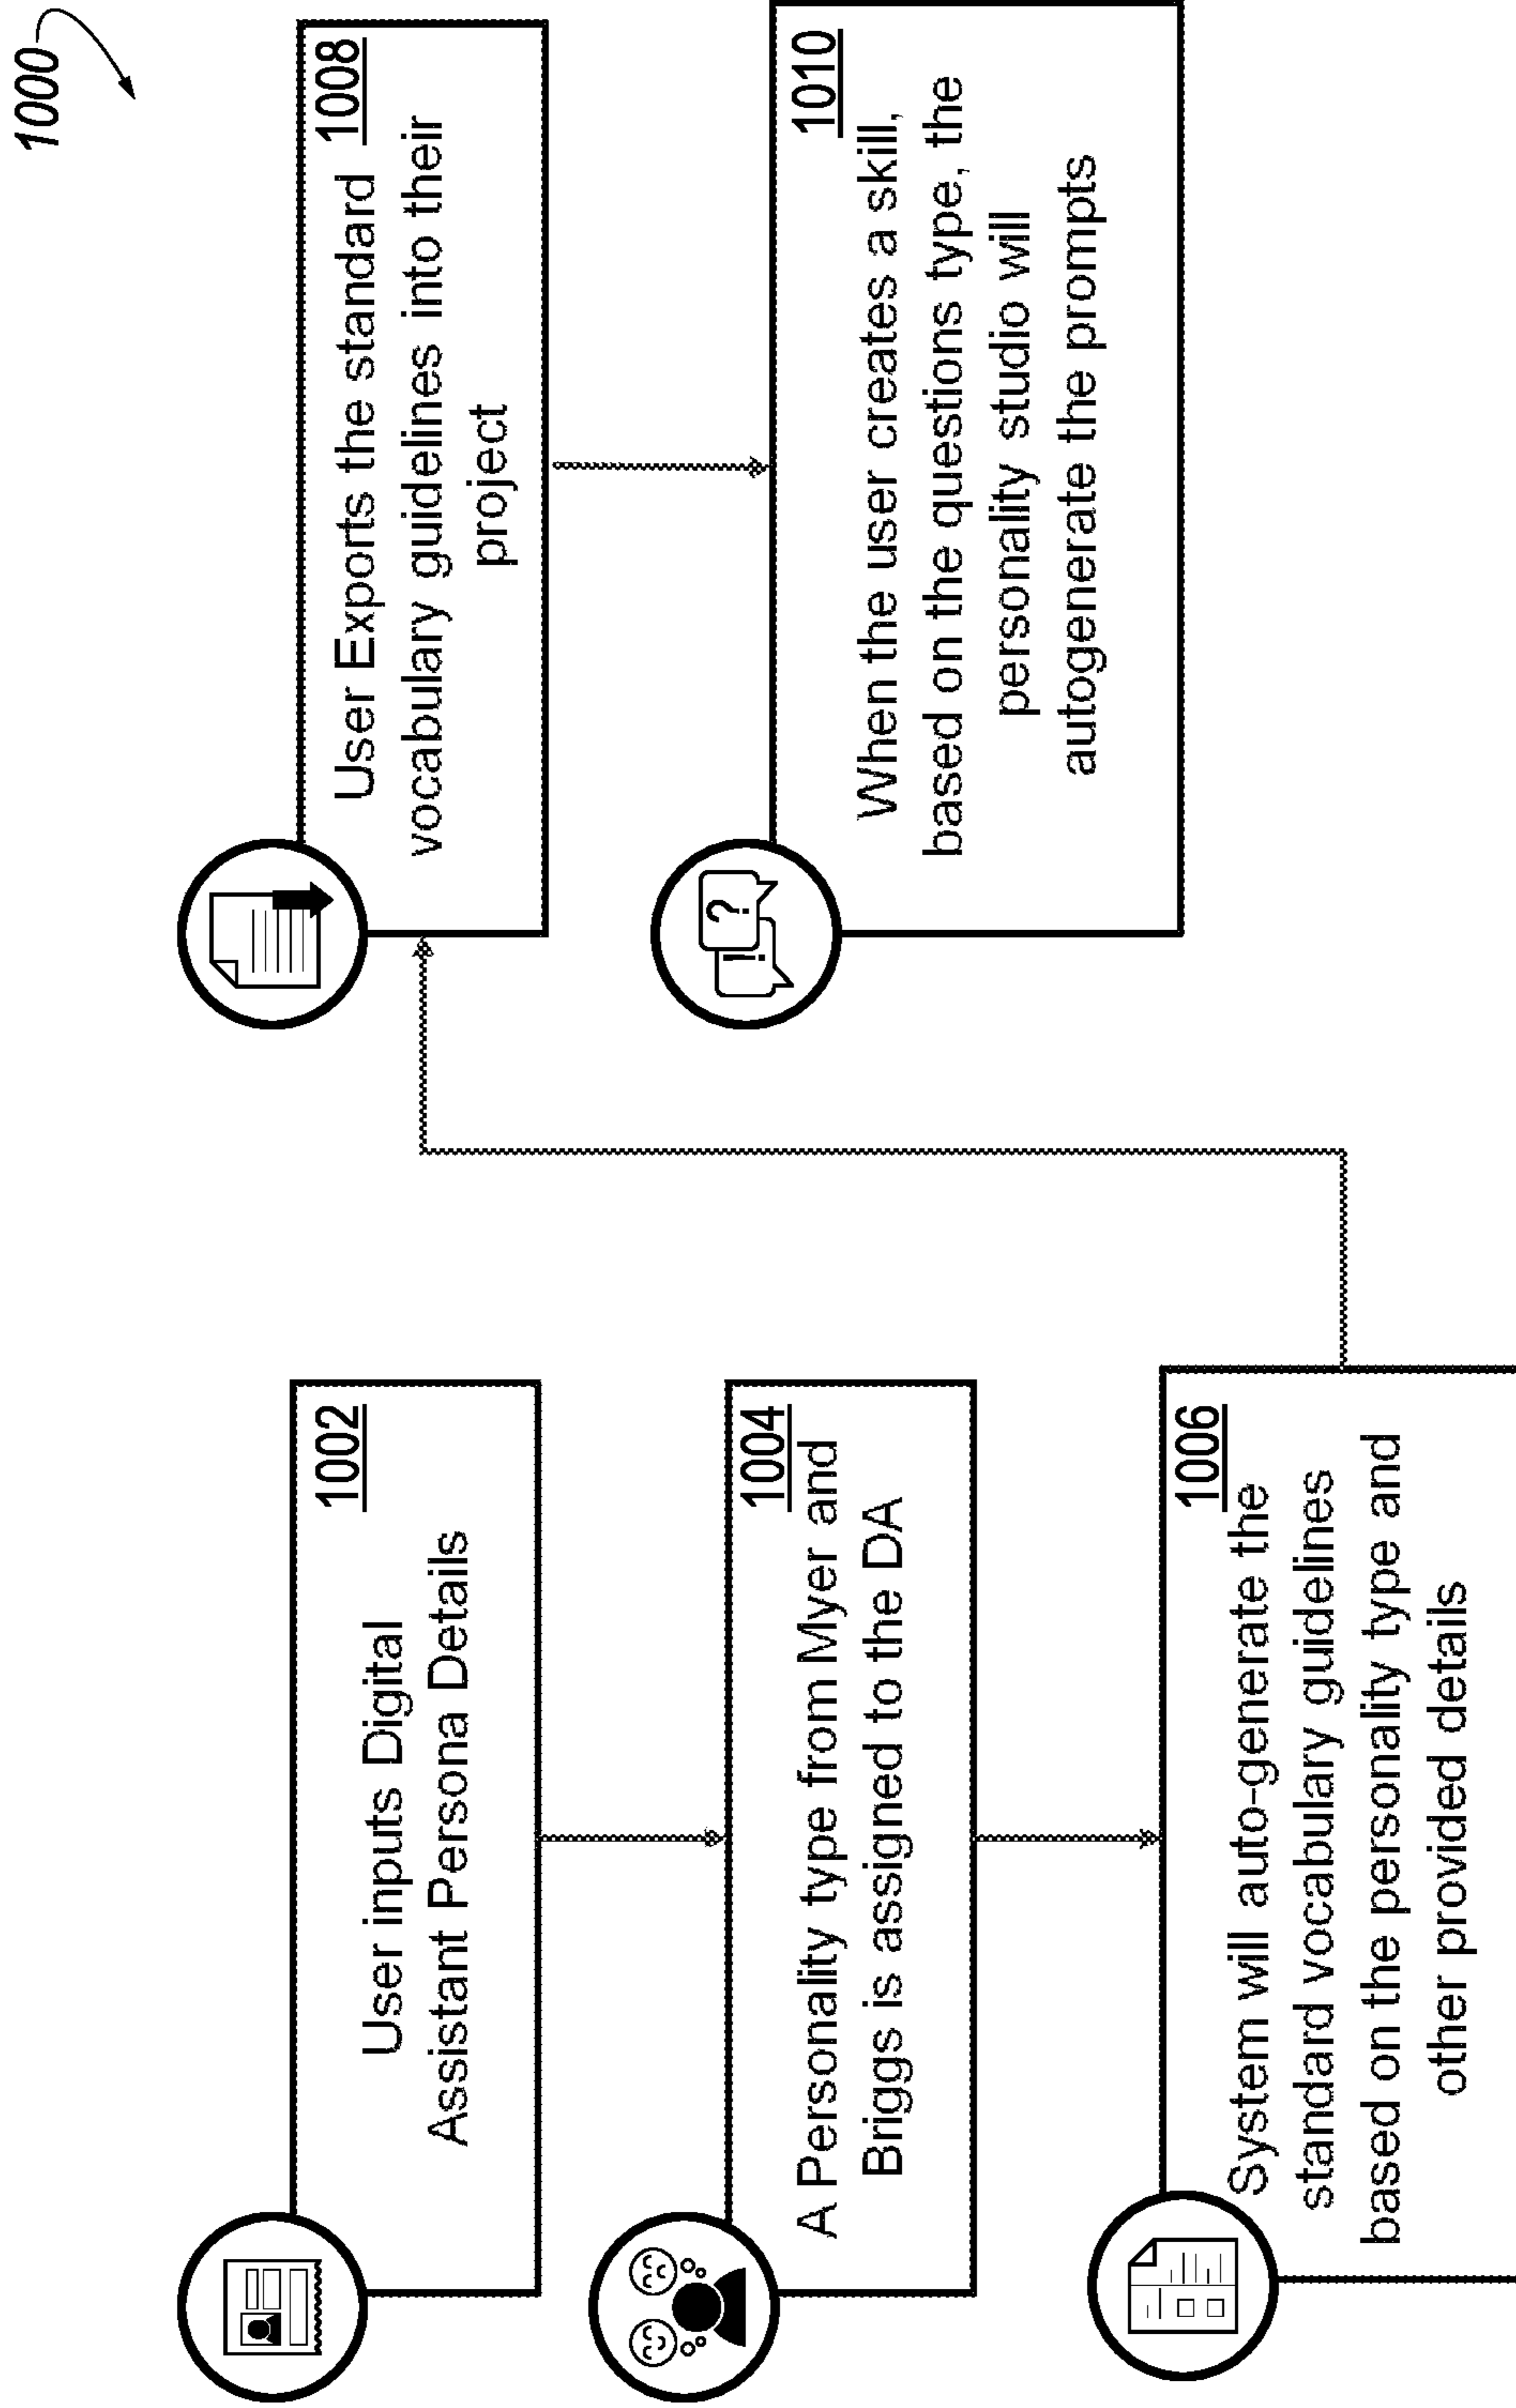 1000
1002
User inputs Digital
Assistant Persona Details
1004
A Personality type from Myer and
Briggs is assigned to the DA
1006
System will auto-generate the
standard vocabulary guidelines
based on the personality type and
other provided details
User Exports the standard 1008
vocabulary guidelines into their
project
1010
When the user creates a skill,
based on the questions type, the
personality studio will
autogenerate the prompts
! ?